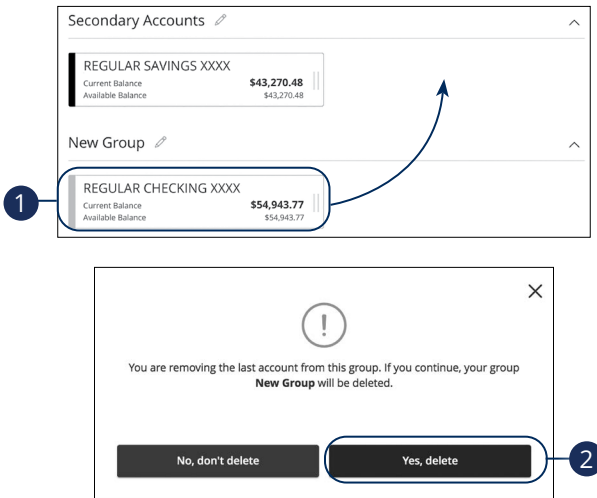 Secondary Accounts
REGULAR SAVINGS XXXX
Current Balance $43,270.48
Available Balance $43,270.48
New Group
1
REGULAR CHECKING XXXX
Current Balance $54,943.77
Available Balance $54,943.77
!
You are removing the last account from this group. If you continue, your group
New Group will be deleted.
No, don't delete Yes, delete
2